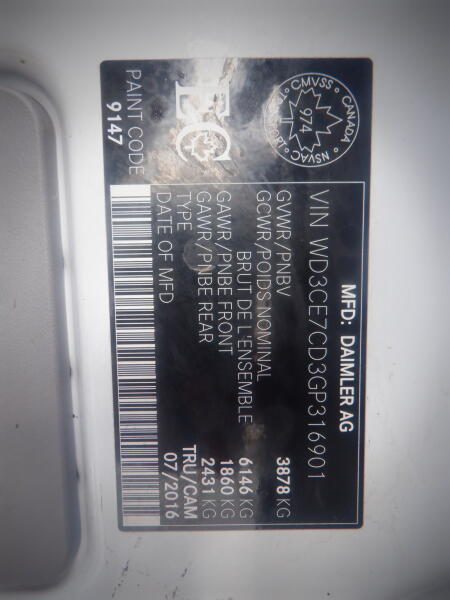 MFD: DAIMLER AG
VIN WD3CE7CD3GP316901
GVWR/PNBV 3878 KG
GCWR/POIDS NOMINAL
BRUT DE L'ENSEMBLE 6146 KG
GAWR/PNBE FRONT 1860 KG
GAWR/PNBE REAR 2431 KG
TYPE TRU/CAM
DATE OF MFD 07/2016
CMVSS
CANADA
974
NSVAC
EC
PAINT CODE
9147